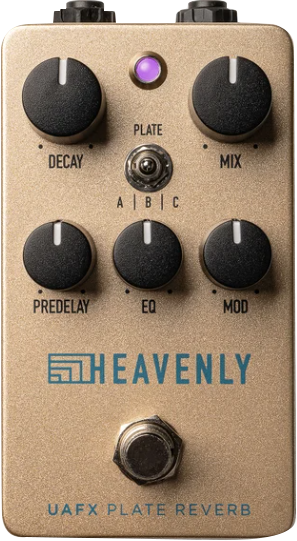 PLATE
DECAY MIX
A | B | C
PREDELAY EQ MOD
HEAVENLY
UAFX PLATE REVERB